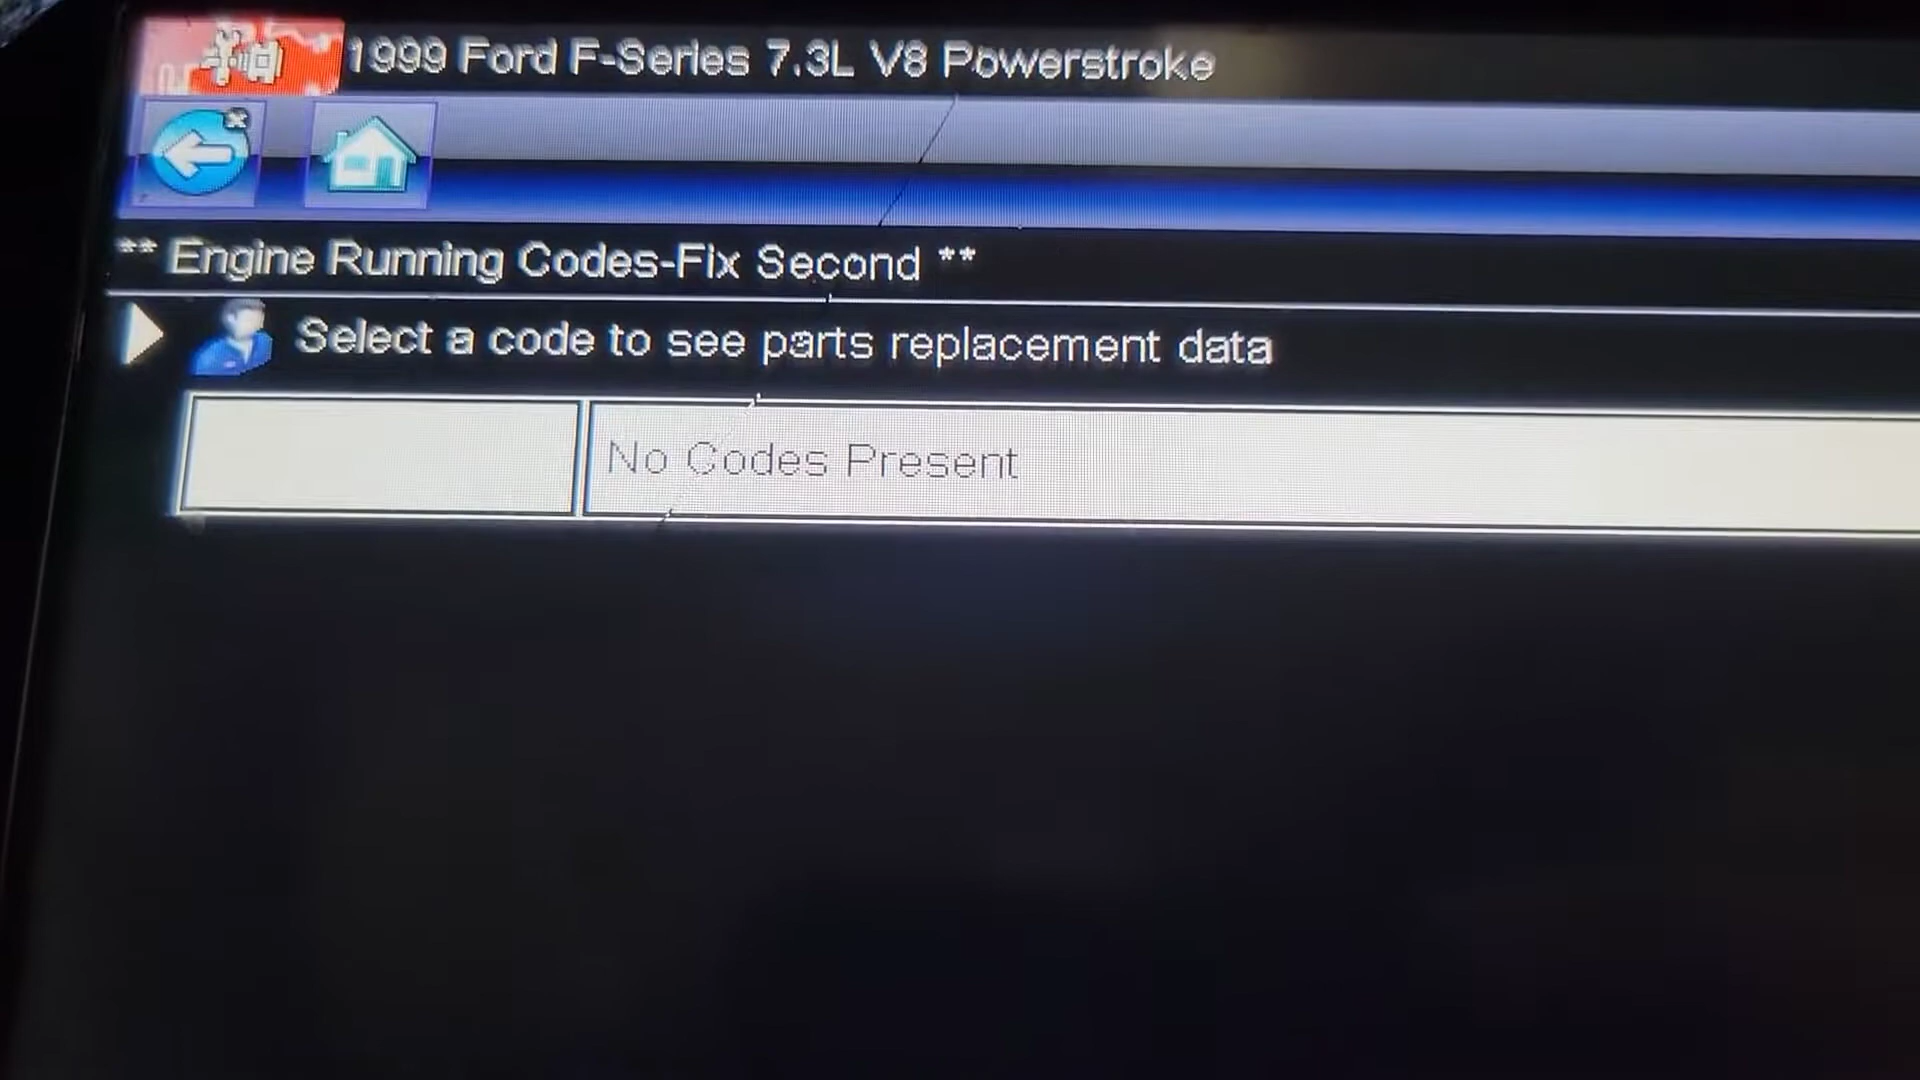 1999 Ford F-Series 7.3L V8 Powerstroke
** Engine Running Codes-Fix Second **
Select a code to see parts replacement data
No Codes Present